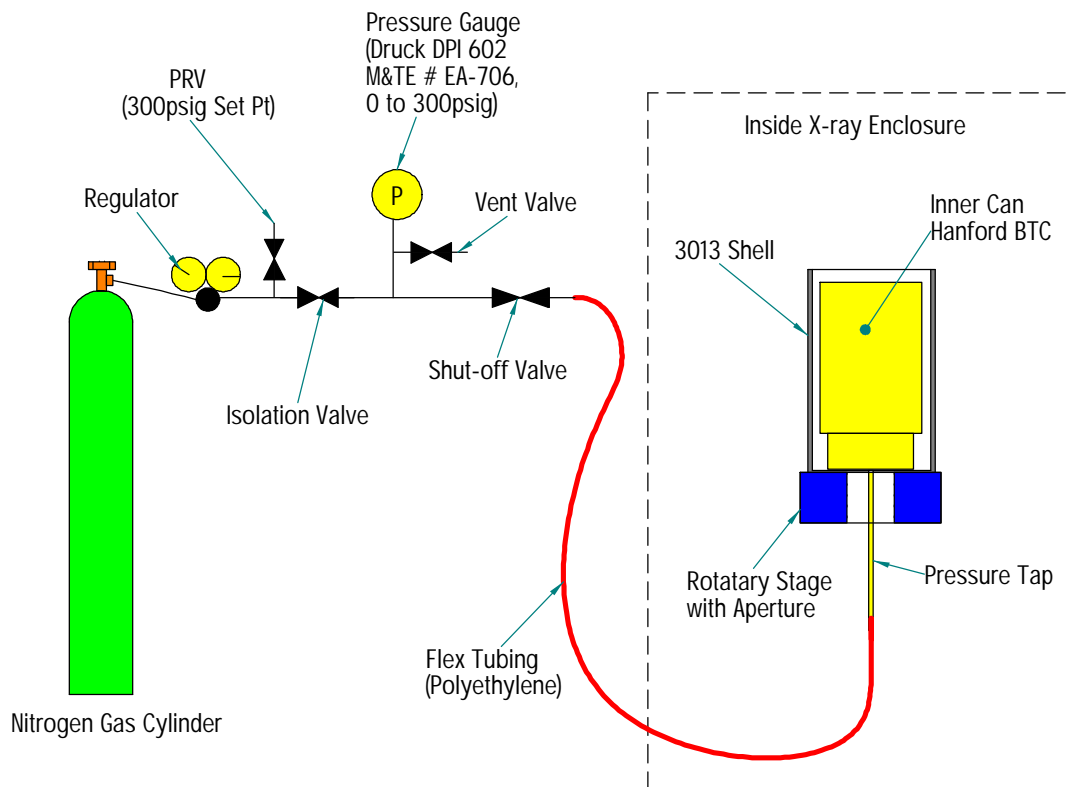 Pressure Gauge
(Druck DPI 602
M&TE # EA-706,
0 to 300psig)
PRV
(300psig Set Pt)
Inside X-ray Enclosure
Regulator
P
Vent Valve
Inner Can
Hanford BTC
3013 Shell
Shut-off Valve
Isolation Valve
Rotatary Stage
with Aperture
Pressure Tap
Flex Tubing
(Polyethylene)
Nitrogen Gas Cylinder